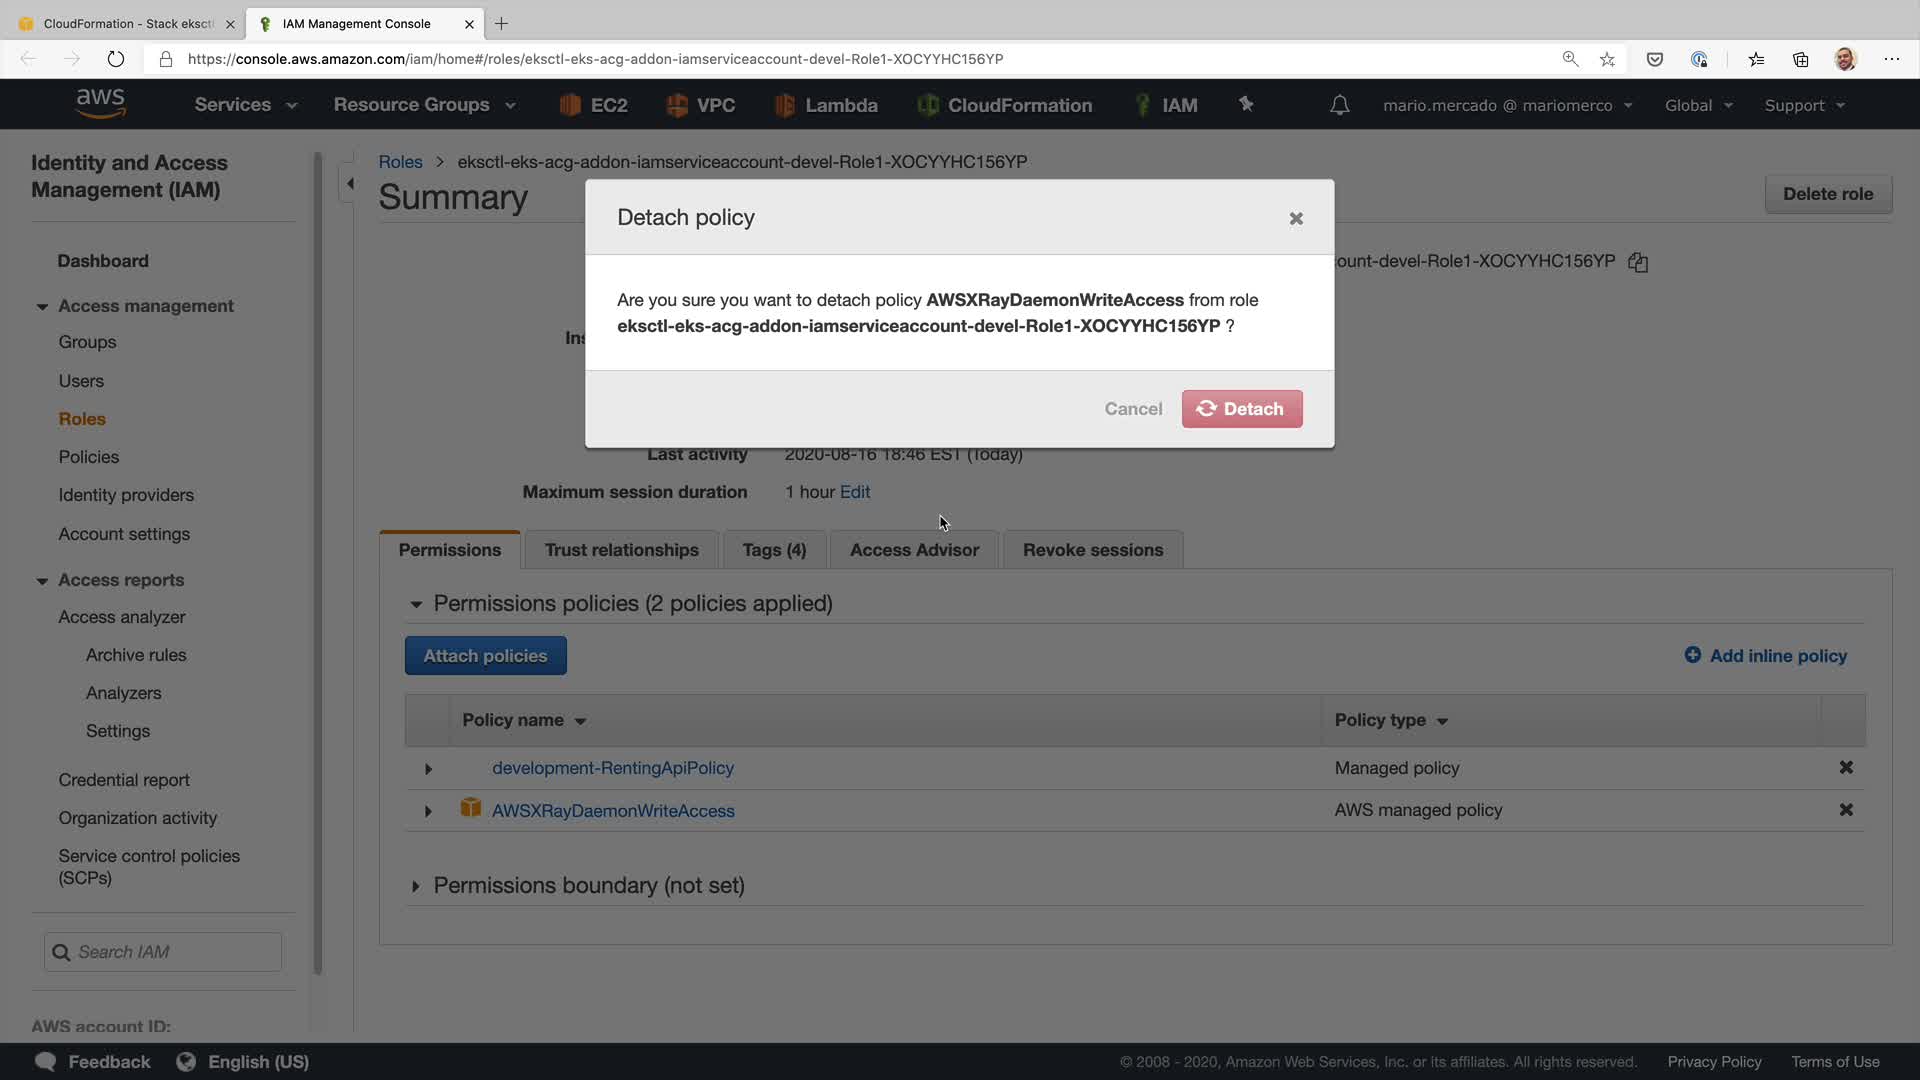 CloudFormation - Stack eksct
IAM Management Console
https://console.aws.amazon.com/iam/home#/roles/eksctl-eks-acg-addon-iamserviceaccount-devel-Role1-XOCYYHC156YP
aws
Services
Resource Groups
EC2
VPC
Lambda
CloudFormation
IAM
mario.mercado @ mariomerco
Global
Support
Identity and Access
Management (IAM)
Dashboard
Access management
Groups
Users
Roles
Policies
Identity providers
Account settings
Access reports
Access analyzer
Archive rules
Analyzers
Settings
Credential report
Organization activity
Service control policies
(SCPs)
Search IAM
AWS account ID:
Roles > eksctl-eks-acg-addon-iamserviceaccount-devel-Role1-XOCYYHC156YP
Summary
Delete role
ount-devel-Role1-XOCYYHC156YP
Ins
Detach policy
Are you sure you want to detach policy AWSXRayDaemonWriteAccess from role
eksctl-eks-acg-addon-iamserviceaccount-devel-Role1-XOCYYHC156YP ?
Cancel
Detach
Last activity 2020-08-16 18:46 EST (Today)
Maximum session duration 1 hour Edit
Permissions
Trust relationships
Tags (4)
Access Advisor
Revoke sessions
Permissions policies (2 policies applied)
Attach policies
Add inline policy
Policy name
Policy type
development-RentingApiPolicy
Managed policy
AWSXRayDaemonWriteAccess
AWS managed policy
Permissions boundary (not set)
Feedback
English (US)
© 2008 - 2020, Amazon Web Services, Inc. or its affiliates. All rights reserved.
Privacy Policy
Terms of Use